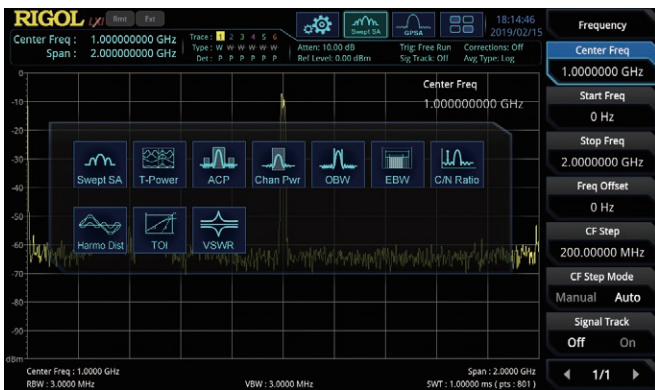 RIGOL LXI Rmt Ext
Swept SA
GPSA
18:14:46
2019/02/15
Center Freq : 1.000000000 GHz
Span : 2.000000000 GHz
Trace : 1 2 3 4 5 6
Type : W W W W W W
Det : P P P P P P
Atten: 10.00 dB
Ref Level: 0.00 dBm
Trig: Free Run
Sig Track: Off
Corrections: Off
Avg Type: Log
0
-10
-20
-30
-40
-50
-60
-70
-80
-90
dBm
Center Freq
1.000000000 GHz
Swept SA
T-Power
ACP
Chan Pwr
OBW
EBW
C/N Ratio
Harmo Dist
TOI
VSWR
Center Freq : 1.0000 GHz
Span : 2.0000 GHz
RBW : 3.0000 MHz
VBW : 3.0000 MHz
SWT : 1.00000 ms ( pts : 801 )
Frequency
Center Freq
1.0000000 GHz
Start Freq
0 Hz
Stop Freq
2.0000000 GHz
Freq Offset
0 Hz
CF Step
200.00000 MHz
CF Step Mode
Manual Auto
Signal Track
Off On
1/1